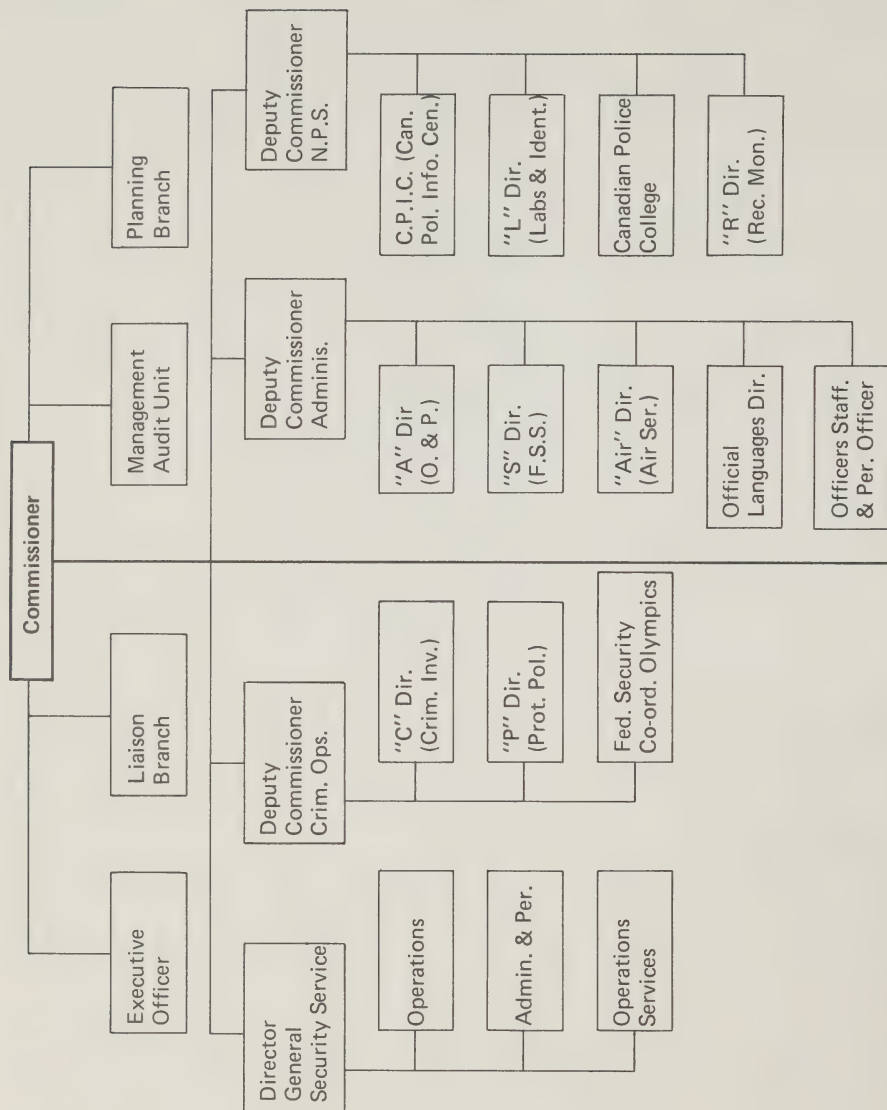 Commissioner
Executive
Officer
Liaison
Branch
Management
Audit Unit
Planning
Branch
Director
General
Security Service
Operations
Admin. & Per.
Operations
Services
Deputy
Commissioner
Crim. Ops.
"C" Dir.
(Crim. Inv.)
"P" Dir.
(Prot. Pol.)
Fed. Security
Co-ord. Olympics
Deputy
Commissioner
Adminis.
"A" Dir
(O. & P.)
"S" Dir.
(F.S.S.)
"Air" Dir.
(Air Ser.)
Official
Languages Dir.
Officers Staff.
& Per. Officer
Deputy
Commissioner
N.P.S.
C.P.I.C. (Can.
Pol. Info. Cen.)
"L" Dir.
(Labs & Ident.)
Canadian Police
College
"R" Dir.
(Rec. Mon.)